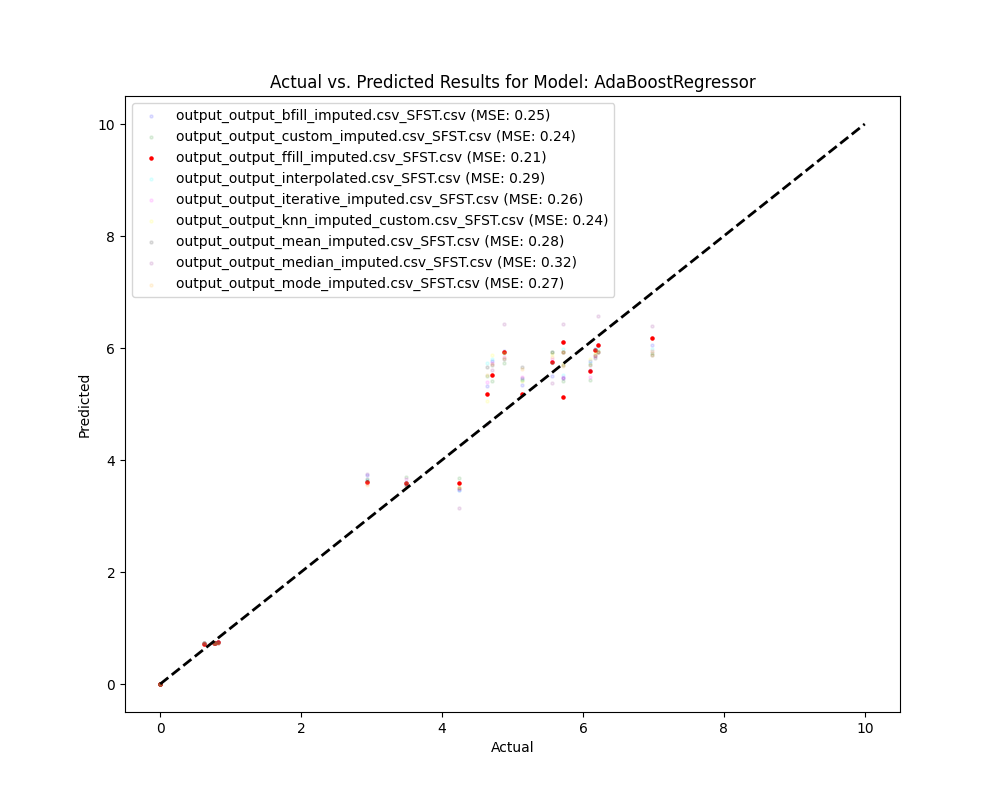 Actual vs. Predicted Results for Model: AdaBoostRegressor
output_output_bfill_imputed.csv_SFST.csv (MSE: 0.25)
output_output_custom_imputed.csv_SFST.csv (MSE: 0.24)
output_output_ffill_imputed.csv_SFST.csv (MSE: 0.21)
output_output_interpolated.csv_SFST.csv (MSE: 0.29)
output_output_iterative_imputed.csv_SFST.csv (MSE: 0.26)
output_output_knn_imputed_custom.csv_SFST.csv (MSE: 0.24)
output_output_mean_imputed.csv_SFST.csv (MSE: 0.28)
output_output_median_imputed.csv_SFST.csv (MSE: 0.32)
output_output_mode_imputed.csv_SFST.csv (MSE: 0.27)
10
8
6
4
2
0
Predicted
0 2 4 6 8 10
Actual